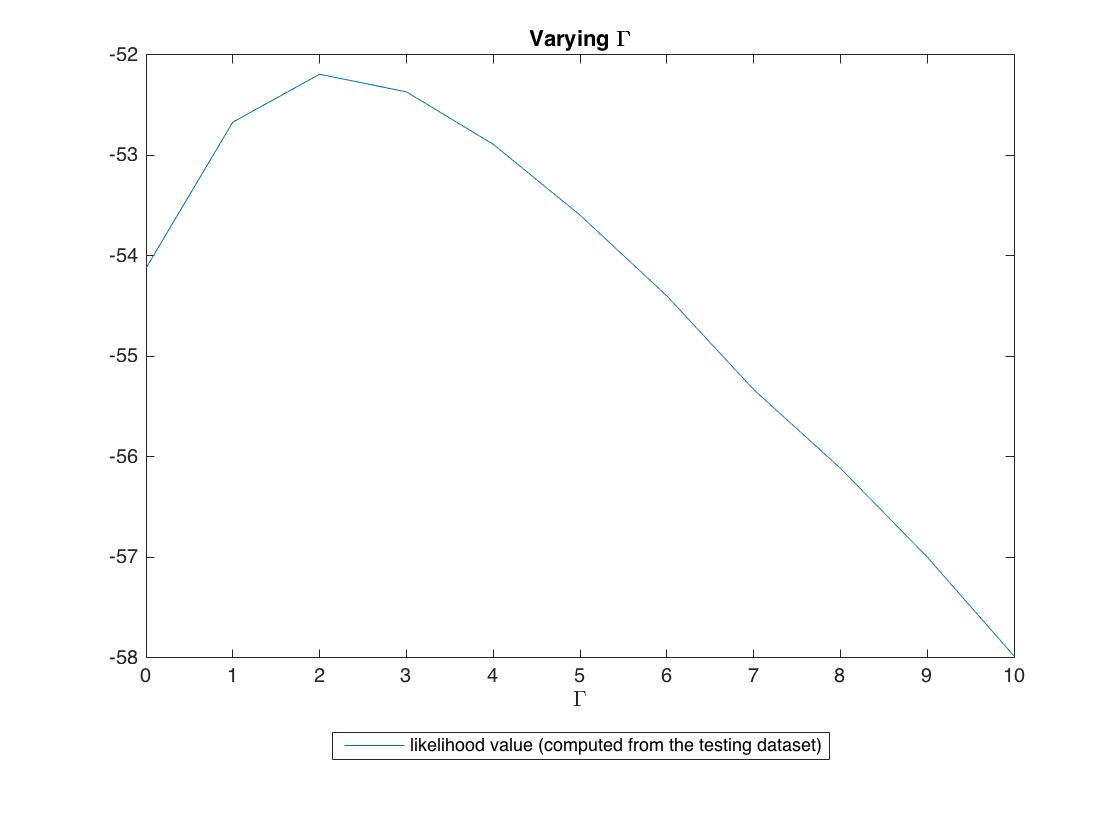 Varying Γ
-52
-53
-54
-55
-56
-57
-58
0 1 2 3 4 5 6 7 8 9 10
Γ
likelihood value (computed from the testing dataset)